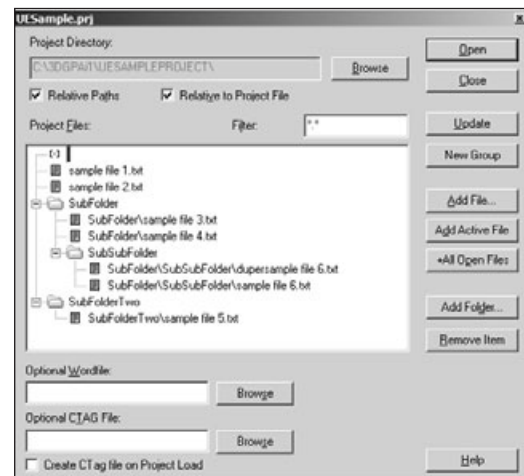 UESample.prj
x
Project Directory:
C:\3DGPAI1\UESAMPLEPROJECT\
Browse
Relative Paths
Relative to Project File
Project Files:
Filter:
*.*
[-]
sample file 1.txt
sample file 2.txt
SubFolder
SubFolder\sample file 3.txt
SubFolder\sample file 4.txt
SubSubFolder
SubFolder\SubSubFolder\dupersample file 6.txt
SubFolder\SubSubFolder\sample file 6.txt
SubFolderTwo
SubFolderTwo\sample file 5.txt
Optional Wordfile:
Browse
Optional CTAG File:
Browse
Create CTag file on Project Load
Open
Close
Update
New Group
Add File...
Add Active File
+All Open Files
Add Folder...
Remove Item
Help